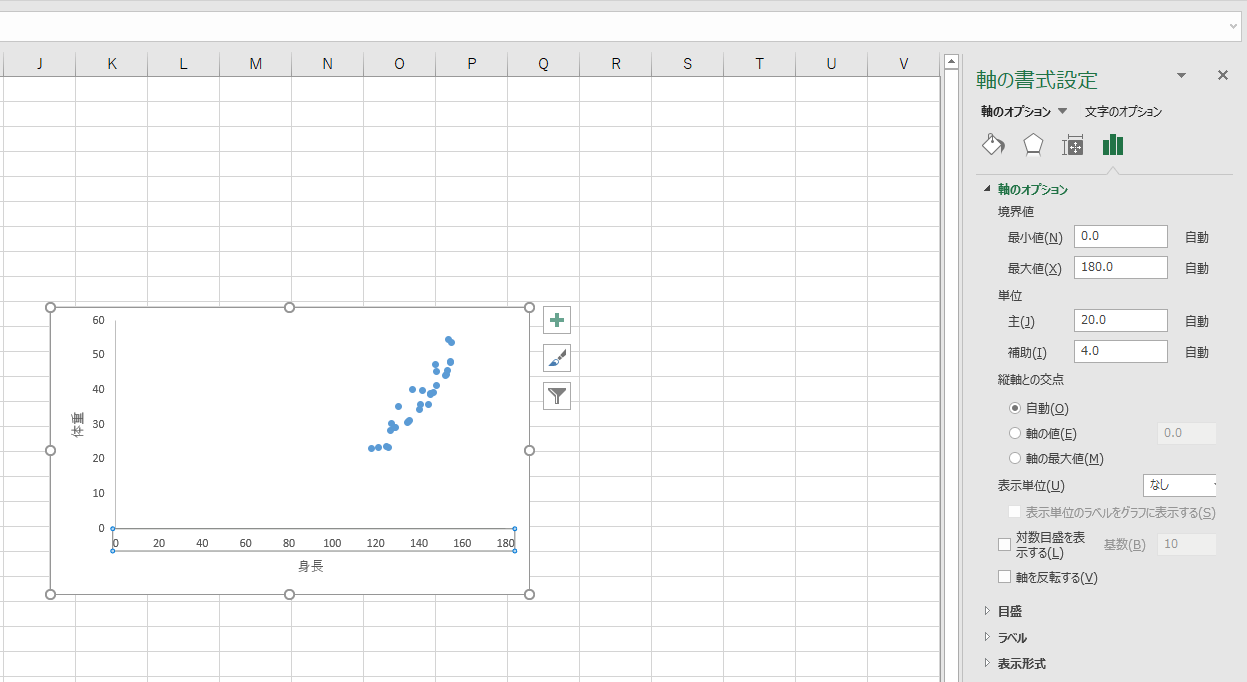 J K L M N O P Q R S T U V
60
50
40
30
20
10
0
体重
0 20 40 60 80 100 120 140 160 180
身長
軸の書式設定
軸のオプション 文字のオプション
軸のオプション
境界値
最小値(N) 0.0 自動
最大値(X) 180.0 自動
単位
主(J) 20.0 自動
補助(I) 4.0 自動
縦軸との交点
自動(O)
軸の値(E) 0.0
軸の最大値(M)
表示単位(U) なし
表示単位のラベルをグラフに表示する(S)
対数目盛を表
示する(L) 基数(B) 10
軸を反転する(V)
目盛
ラベル
表示形式